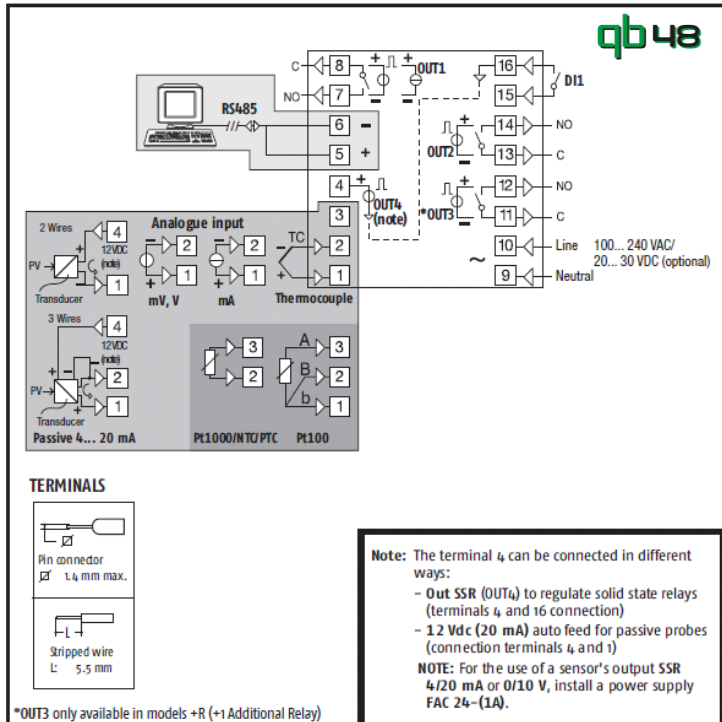 qb 48
C 8 + + OUT1 16
NO 7 - - 15 DI1
RS485
6 - 14 NO
5 + OUT2 13 C
4 + OUT4 (note) + 12 NO
3 *OUT3 - 11 C
10 Line 100... 240 VAC/
20... 30 VDC (optional)
~ 9 Neutral
Analogue input
2 Wires
4
12VDC
(note)
+
PV
1
Transducer
- 2
+ 1
mV, V
- 2
+ 1
mA
TC
- 2
+ 1
Thermocouple
3 Wires
4
12VDC
(note)
+ -
2
PV
+ 1
Transducer
Passive 4... 20 mA
3
2
Pt1000/NTC/PTC
A 3
B 2
b 1
Pt100
TERMINALS
Pin connector
1.4 mm max.
L
Stripped wire
L: 5.5 mm
*OUT3 only available in models +R (+1 Additional Relay)
Note: The terminal 4 can be connected in different
ways:
- Out SSR (OUT4) to regulate solid state relays
(terminals 4 and 16 connection)
- 12 Vdc (20 mA) auto feed for passive probes
(connection terminals 4 and 1)
NOTE: For the use of a sensor's output SSR
4/20 mA or 0/10 V, install a power supply
FAC 24-(1A).